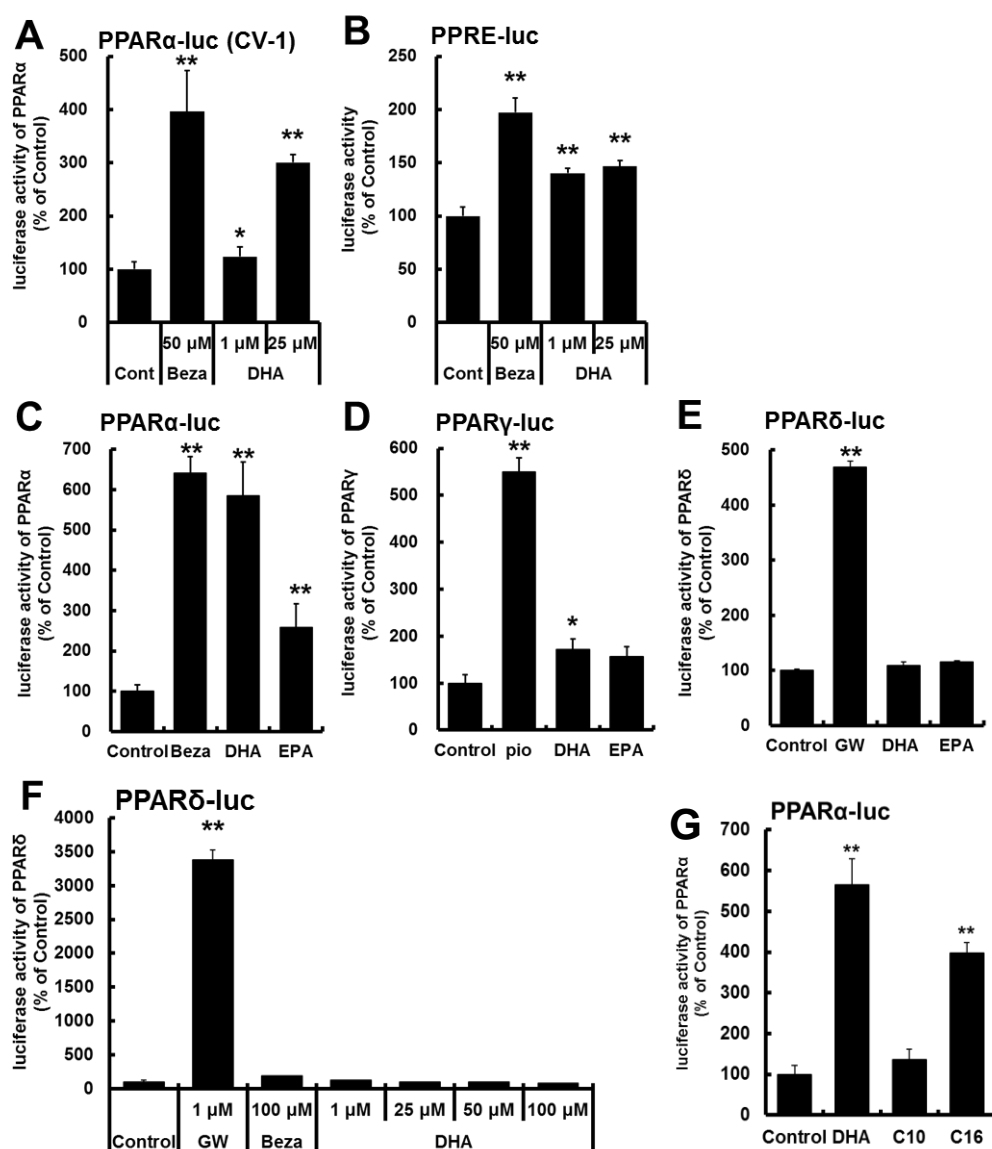 A
PPARα-luc (CV-1)
luciferase activity of PPARα
(% of Control)
500
400
300
200
100
0
**
*
**
50 µM
1 µM
25 µM
Cont
Beza
DHA
B
PPRE-luc
luciferase activity
(% of Control)
250
200
150
100
50
0
**
**
**
50 µM
1 µM
25 µM
Cont
Beza
DHA
C
PPARα-luc
luciferase activity of PPARα
(% of Control)
700
600
500
400
300
200
100
0
**
**
**
Control
Beza
DHA
EPA
D
PPARγ-luc
luciferase activity of PPARγ
(% of Control)
600
500
400
300
200
100
0
**
*
Control
pio
DHA
EPA
E
PPARδ-luc
luciferase activity of PPARδ
(% of Control)
500
400
300
200
100
0
**
Control
GW
DHA
EPA
F
PPARδ-luc
luciferase activity of PPARδ
(% of Control)
4000
3500
3000
2500
2000
1500
1000
500
0
**
1 µM
100 µM
1 µM
25 µM
50 µM
100 µM
Control
GW
Beza
DHA
G
PPARα-luc
luciferase activity of PPARα
(% of Control)
700
600
500
400
300
200
100
0
**
**
Control
DHA
C10
C16